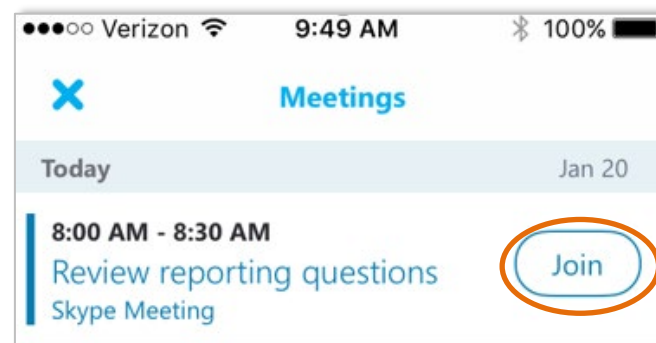 Verizon 9:49 AM 100%
Meetings
Today Jan 20
8:00 AM - 8:30 AM
Review reporting questions Join
Skype Meeting